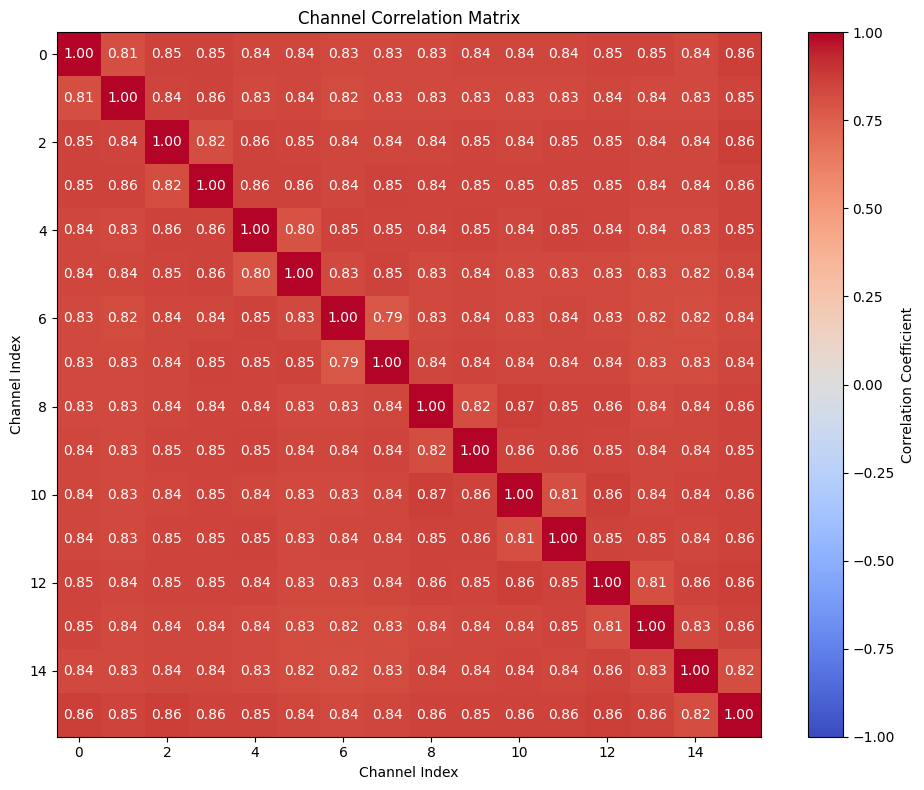 Channel Correlation Matrix
0 1.00 0.81 0.85 0.85 0.84 0.84 0.83 0.83 0.83 0.84 0.84 0.84 0.85 0.85 0.84 0.86
0.81 1.00 0.84 0.86 0.83 0.84 0.82 0.83 0.83 0.83 0.83 0.83 0.84 0.84 0.83 0.85
2 0.85 0.84 1.00 0.82 0.86 0.85 0.84 0.84 0.84 0.85 0.84 0.85 0.85 0.84 0.84 0.86
0.85 0.86 0.82 1.00 0.86 0.86 0.84 0.85 0.84 0.85 0.85 0.85 0.85 0.84 0.84 0.86
4 0.84 0.83 0.86 0.86 1.00 0.80 0.85 0.85 0.84 0.85 0.84 0.85 0.84 0.84 0.83 0.85
0.84 0.84 0.85 0.86 0.80 1.00 0.83 0.85 0.83 0.84 0.83 0.83 0.83 0.83 0.82 0.84
6 0.83 0.82 0.84 0.84 0.85 0.83 1.00 0.79 0.83 0.84 0.83 0.84 0.83 0.82 0.82 0.84
0.83 0.83 0.84 0.85 0.85 0.85 0.79 1.00 0.84 0.84 0.84 0.84 0.84 0.83 0.83 0.84
8 0.83 0.83 0.84 0.84 0.84 0.83 0.83 0.84 1.00 0.82 0.87 0.85 0.86 0.84 0.84 0.86
0.84 0.83 0.85 0.85 0.85 0.84 0.84 0.84 0.82 1.00 0.86 0.86 0.85 0.84 0.84 0.85
10 0.84 0.83 0.84 0.85 0.84 0.83 0.83 0.84 0.87 0.86 1.00 0.81 0.86 0.84 0.84 0.86
0.84 0.83 0.85 0.85 0.85 0.83 0.84 0.84 0.85 0.86 0.81 1.00 0.85 0.85 0.84 0.86
12 0.85 0.84 0.85 0.85 0.84 0.83 0.83 0.84 0.86 0.85 0.86 0.85 1.00 0.81 0.86 0.86
0.85 0.84 0.84 0.84 0.84 0.83 0.82 0.83 0.84 0.84 0.84 0.85 0.81 1.00 0.83 0.86
14 0.84 0.83 0.84 0.84 0.83 0.82 0.82 0.83 0.84 0.84 0.84 0.84 0.86 0.83 1.00 0.82
0.86 0.85 0.86 0.86 0.85 0.84 0.84 0.84 0.86 0.85 0.86 0.86 0.86 0.86 0.82 1.00
0 2 4 6 8 10 12 14
Channel Index
Channel Index
1.00
0.75
0.50
0.25
0.00
−0.25
−0.50
−0.75
−1.00
Correlation Coefficient